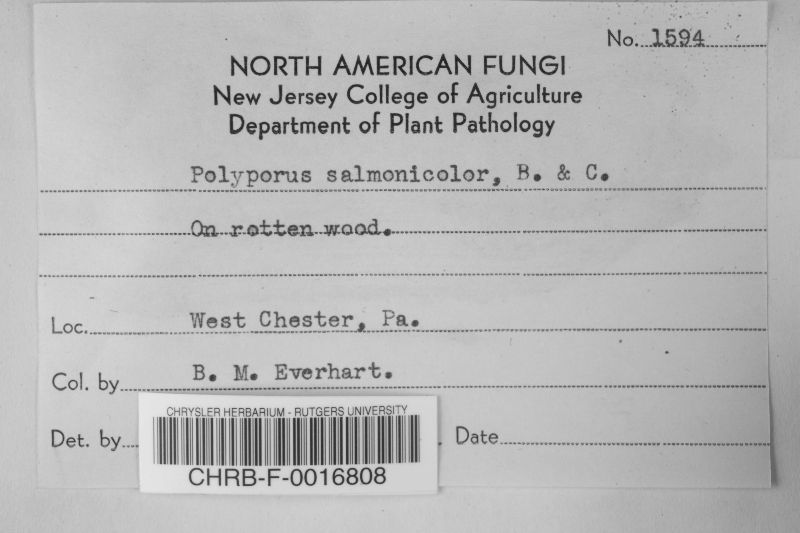 No. 1594
NORTH AMERICAN FUNGI
New Jersey College of Agriculture
Department of Plant Pathology
Polyporus salmonicolor, B. & C.
On rotten wood.
Loc. West Chester, Pa.
Col. by B. M. Everhart.
Det. by Date
CHRYSLER HERBARIUM - RUTGERS UNIVERSITY
CHRB-F-0016808